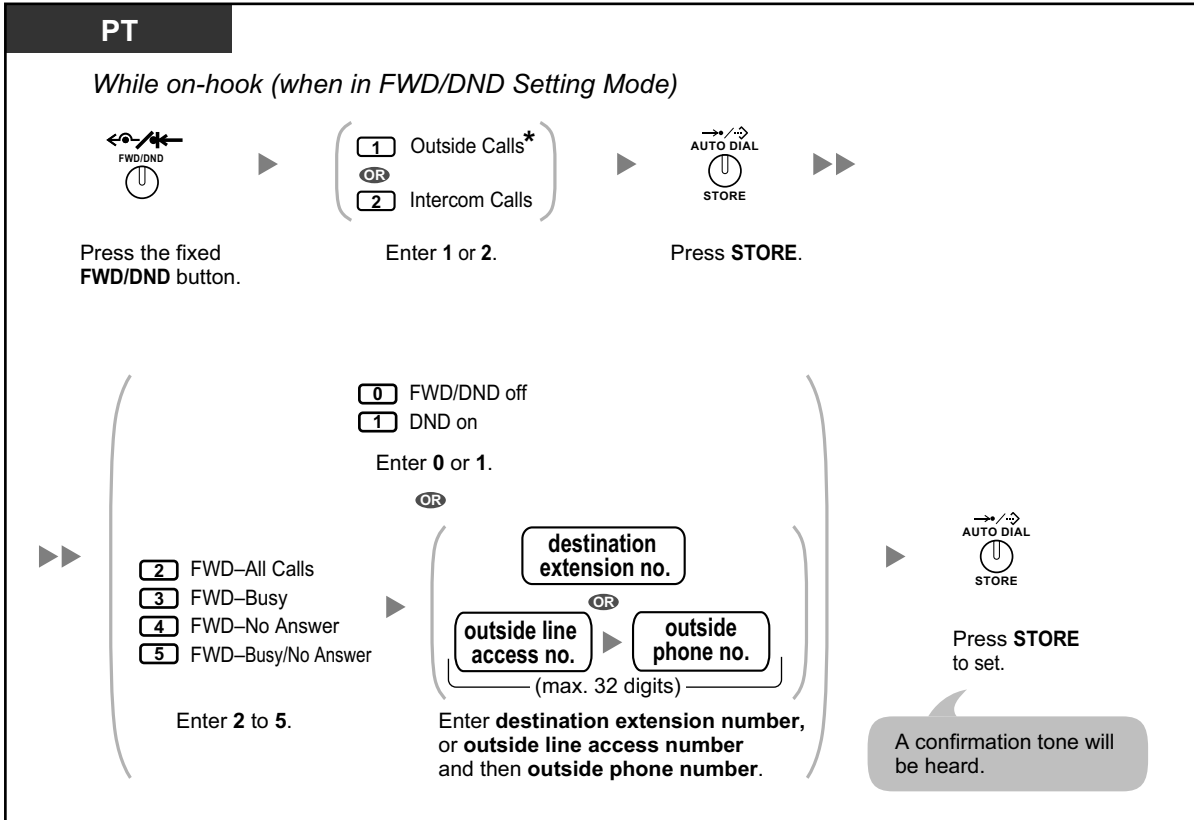 PT
While on-hook (when in FWD/DND Setting Mode)
FWD/DND
Press the fixed
FWD/DND button.
1 Outside Calls*
OR
2 Intercom Calls
Enter 1 or 2.
AUTO DIAL
STORE
Press STORE.
0 FWD/DND off
1 DND on
Enter 0 or 1.
OR
2 FWD–All Calls
3 FWD–Busy
4 FWD–No Answer
5 FWD–Busy/No Answer
Enter 2 to 5.
destination
extension no.
OR
outside line
access no.
outside
phone no.
(max. 32 digits)
Enter destination extension number,
or outside line access number
and then outside phone number.
AUTO DIAL
STORE
Press STORE
to set.
A confirmation tone will
be heard.